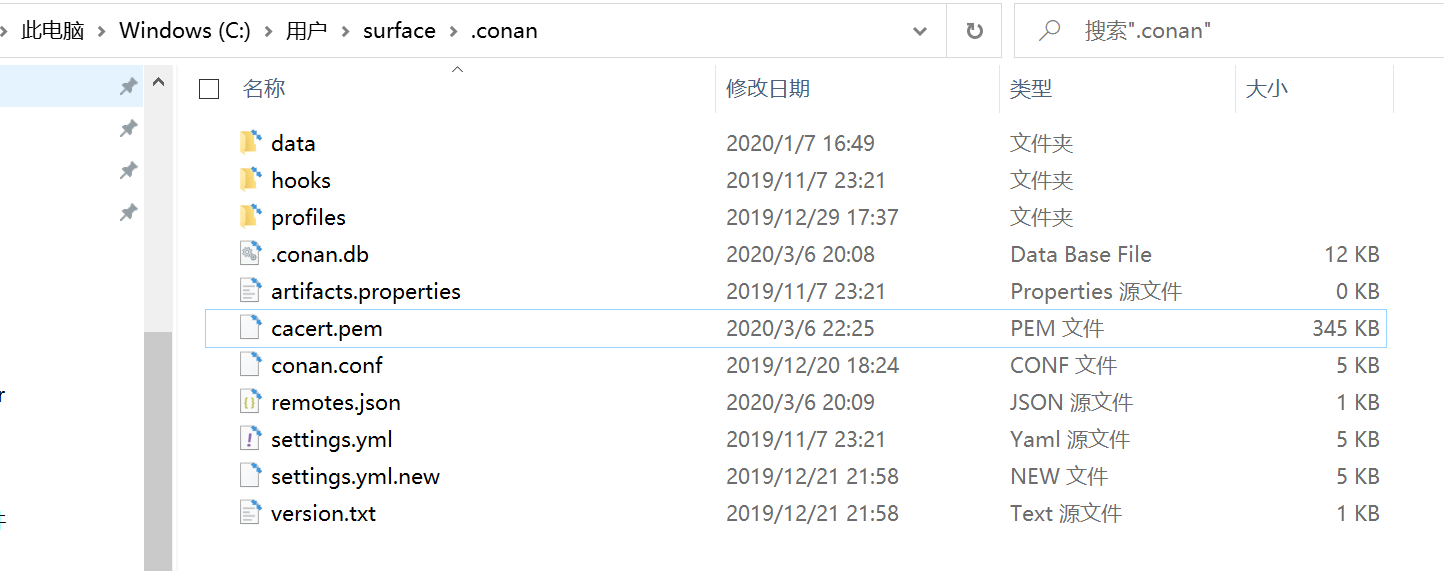 此电脑 > Windows (C:) > 用户 > surface > .conan
搜索".conan"
名称 修改日期 类型 大小
data 2020/1/7 16:49 文件夹
hooks 2019/11/7 23:21 文件夹
profiles 2019/12/29 17:37 文件夹
.conan.db 2020/3/6 20:08 Data Base File 12 KB
artifacts.properties 2019/11/7 23:21 Properties 源文件 0 KB
cacert.pem 2020/3/6 22:25 PEM 文件 345 KB
conan.conf 2019/12/20 18:24 CONF 文件 5 KB
remotes.json 2020/3/6 20:09 JSON 源文件 1 KB
settings.yml 2019/11/7 23:21 Yaml 源文件 5 KB
settings.yml.new 2019/12/21 21:58 NEW 文件 5 KB
version.txt 2019/12/21 21:58 Text 源文件 1 KB